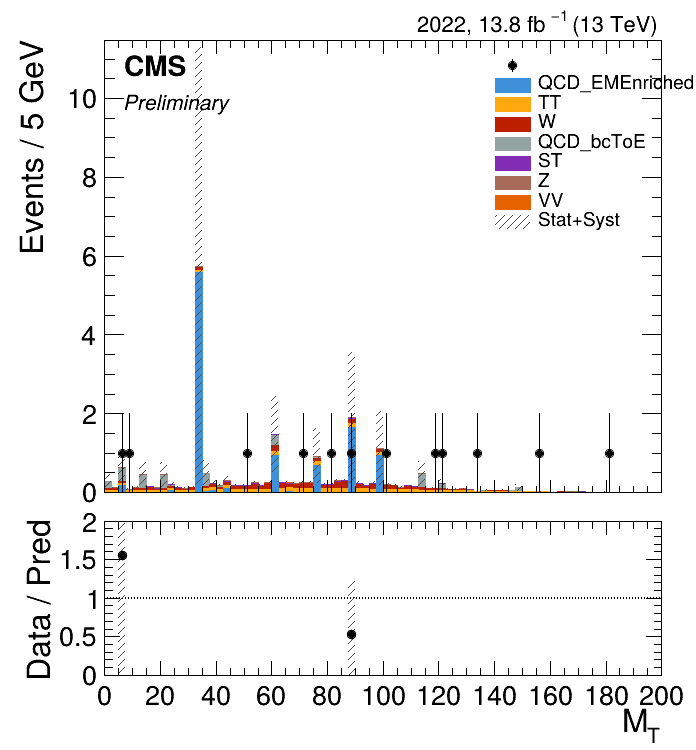 2022, 13.8 fb⁻¹ (13 TeV)
CMS
Preliminary
Events / 5 GeV
10
8
6
4
2
0
QCD_EMEnriched
TT
W
QCD_bcToE
ST
Z
VV
Stat+Syst
Data / Pred
2
1.5
1
0.5
0
0 20 40 60 80 100 120 140 160 180 200
M_T